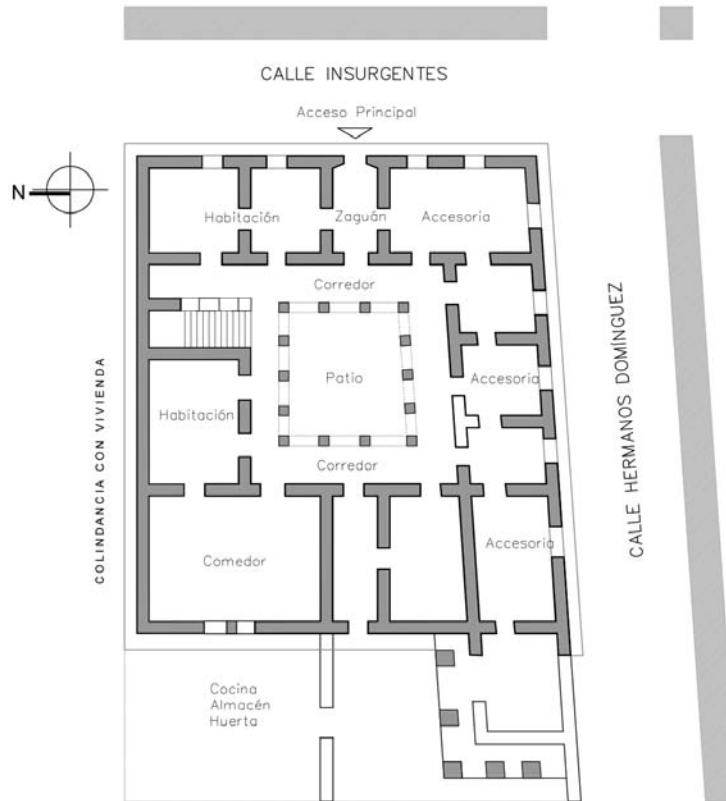 CALLE INSURGENTES
Acceso Principal
N
Habitación
Zaguán
Accesoria
Corredor
Patio
Accesoria
Habitación
Corredor
Comedor
Accesoria
Cocina
Almacén
Huerta
COLINDANCIA CON VIVIENDA
CALLE HERMANOS DOMÍNGUEZ